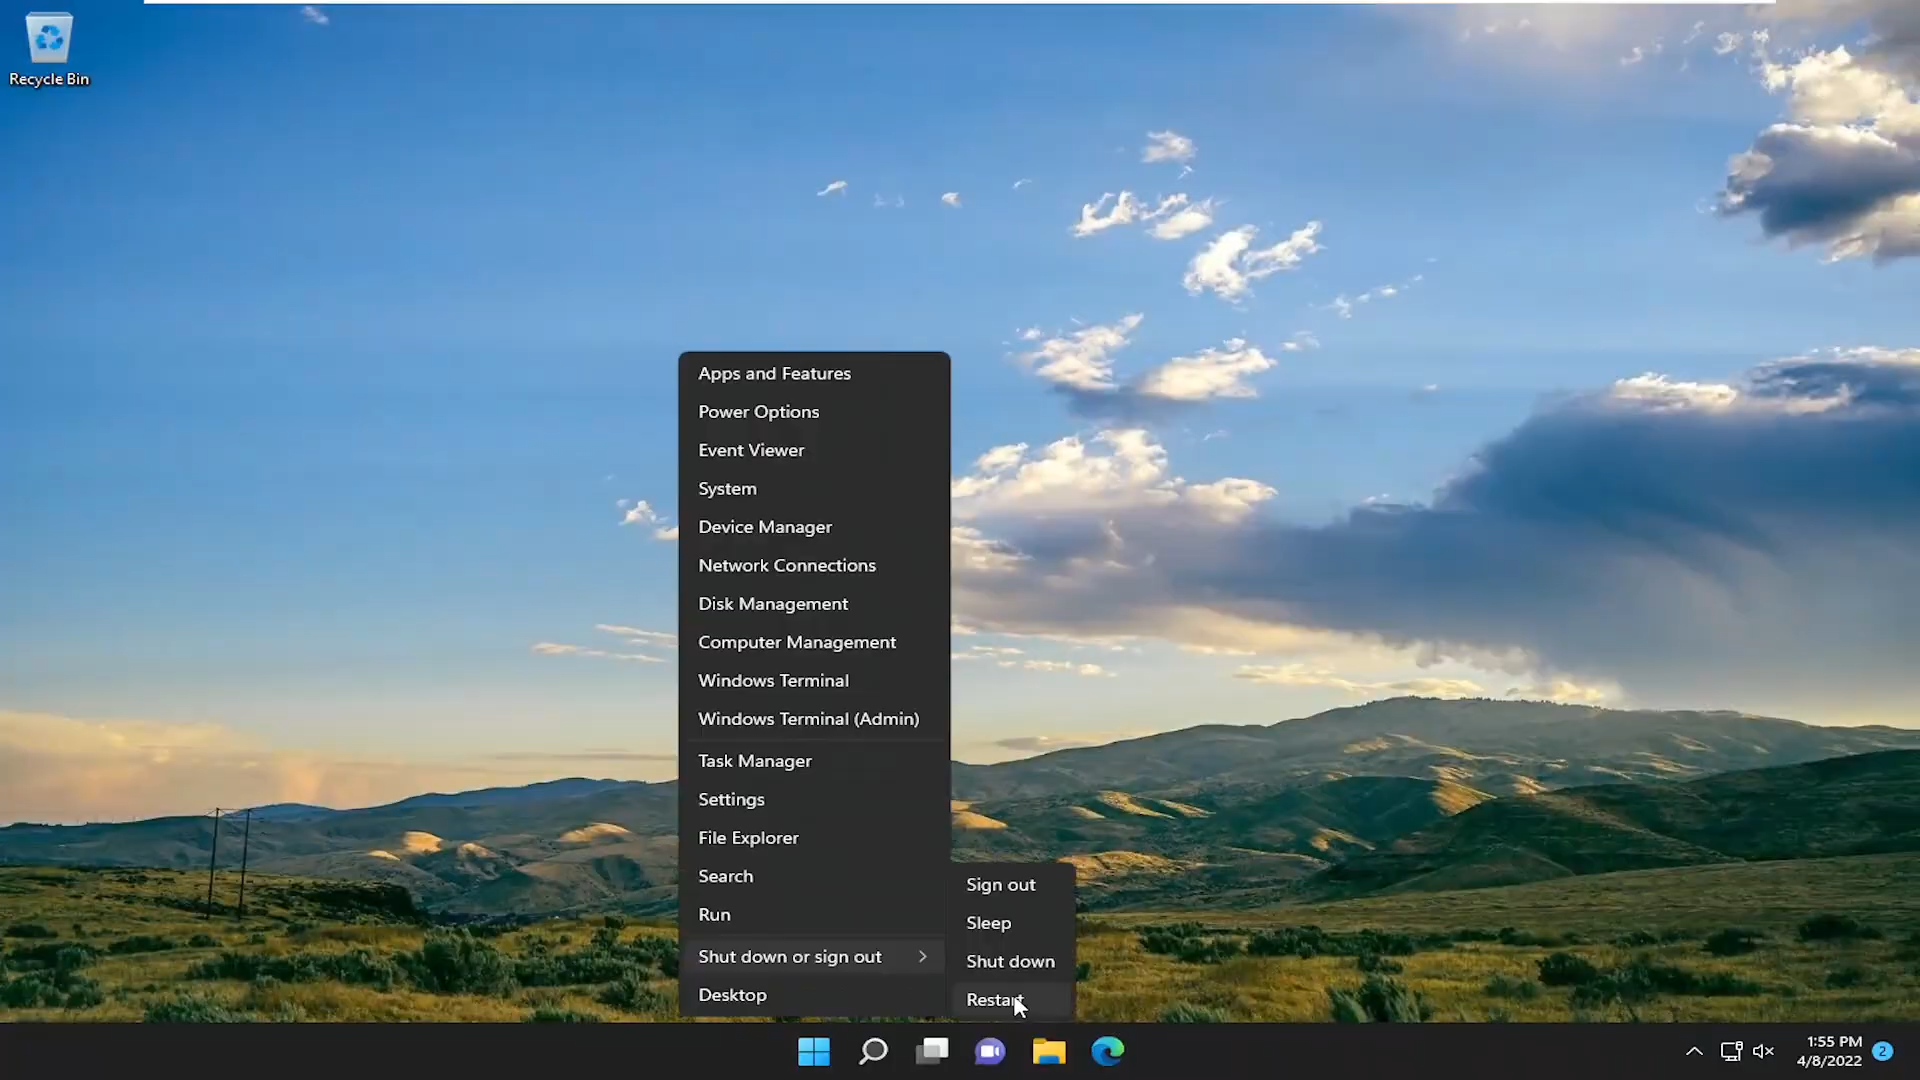 Recycle Bin
Apps and Features
Power Options
Event Viewer
System
Device Manager
Network Connections
Disk Management
Computer Management
Windows Terminal
Windows Terminal (Admin)
Task Manager
Settings
File Explorer
Search
Run
Shut down or sign out
Desktop
Sign out
Sleep
Shut down
Restart
1:55 PM
4/8/2022
2